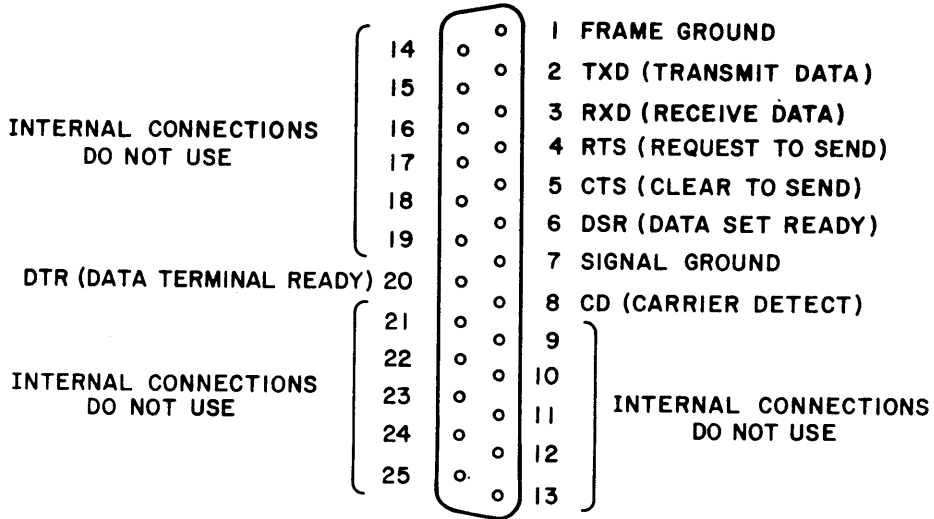 1 FRAME GROUND
2 TXD (TRANSMIT DATA)
3 RXD (RECEIVE DATA)
4 RTS (REQUEST TO SEND)
5 CTS (CLEAR TO SEND)
6 DSR (DATA SET READY)
7 SIGNAL GROUND
8 CD (CARRIER DETECT)
9
10
11
12
13
INTERNAL CONNECTIONS
DO NOT USE
14
15
16
17
18
19
INTERNAL CONNECTIONS
DO NOT USE
DTR (DATA TERMINAL READY) 20
21
22
23
24
25
INTERNAL CONNECTIONS
DO NOT USE